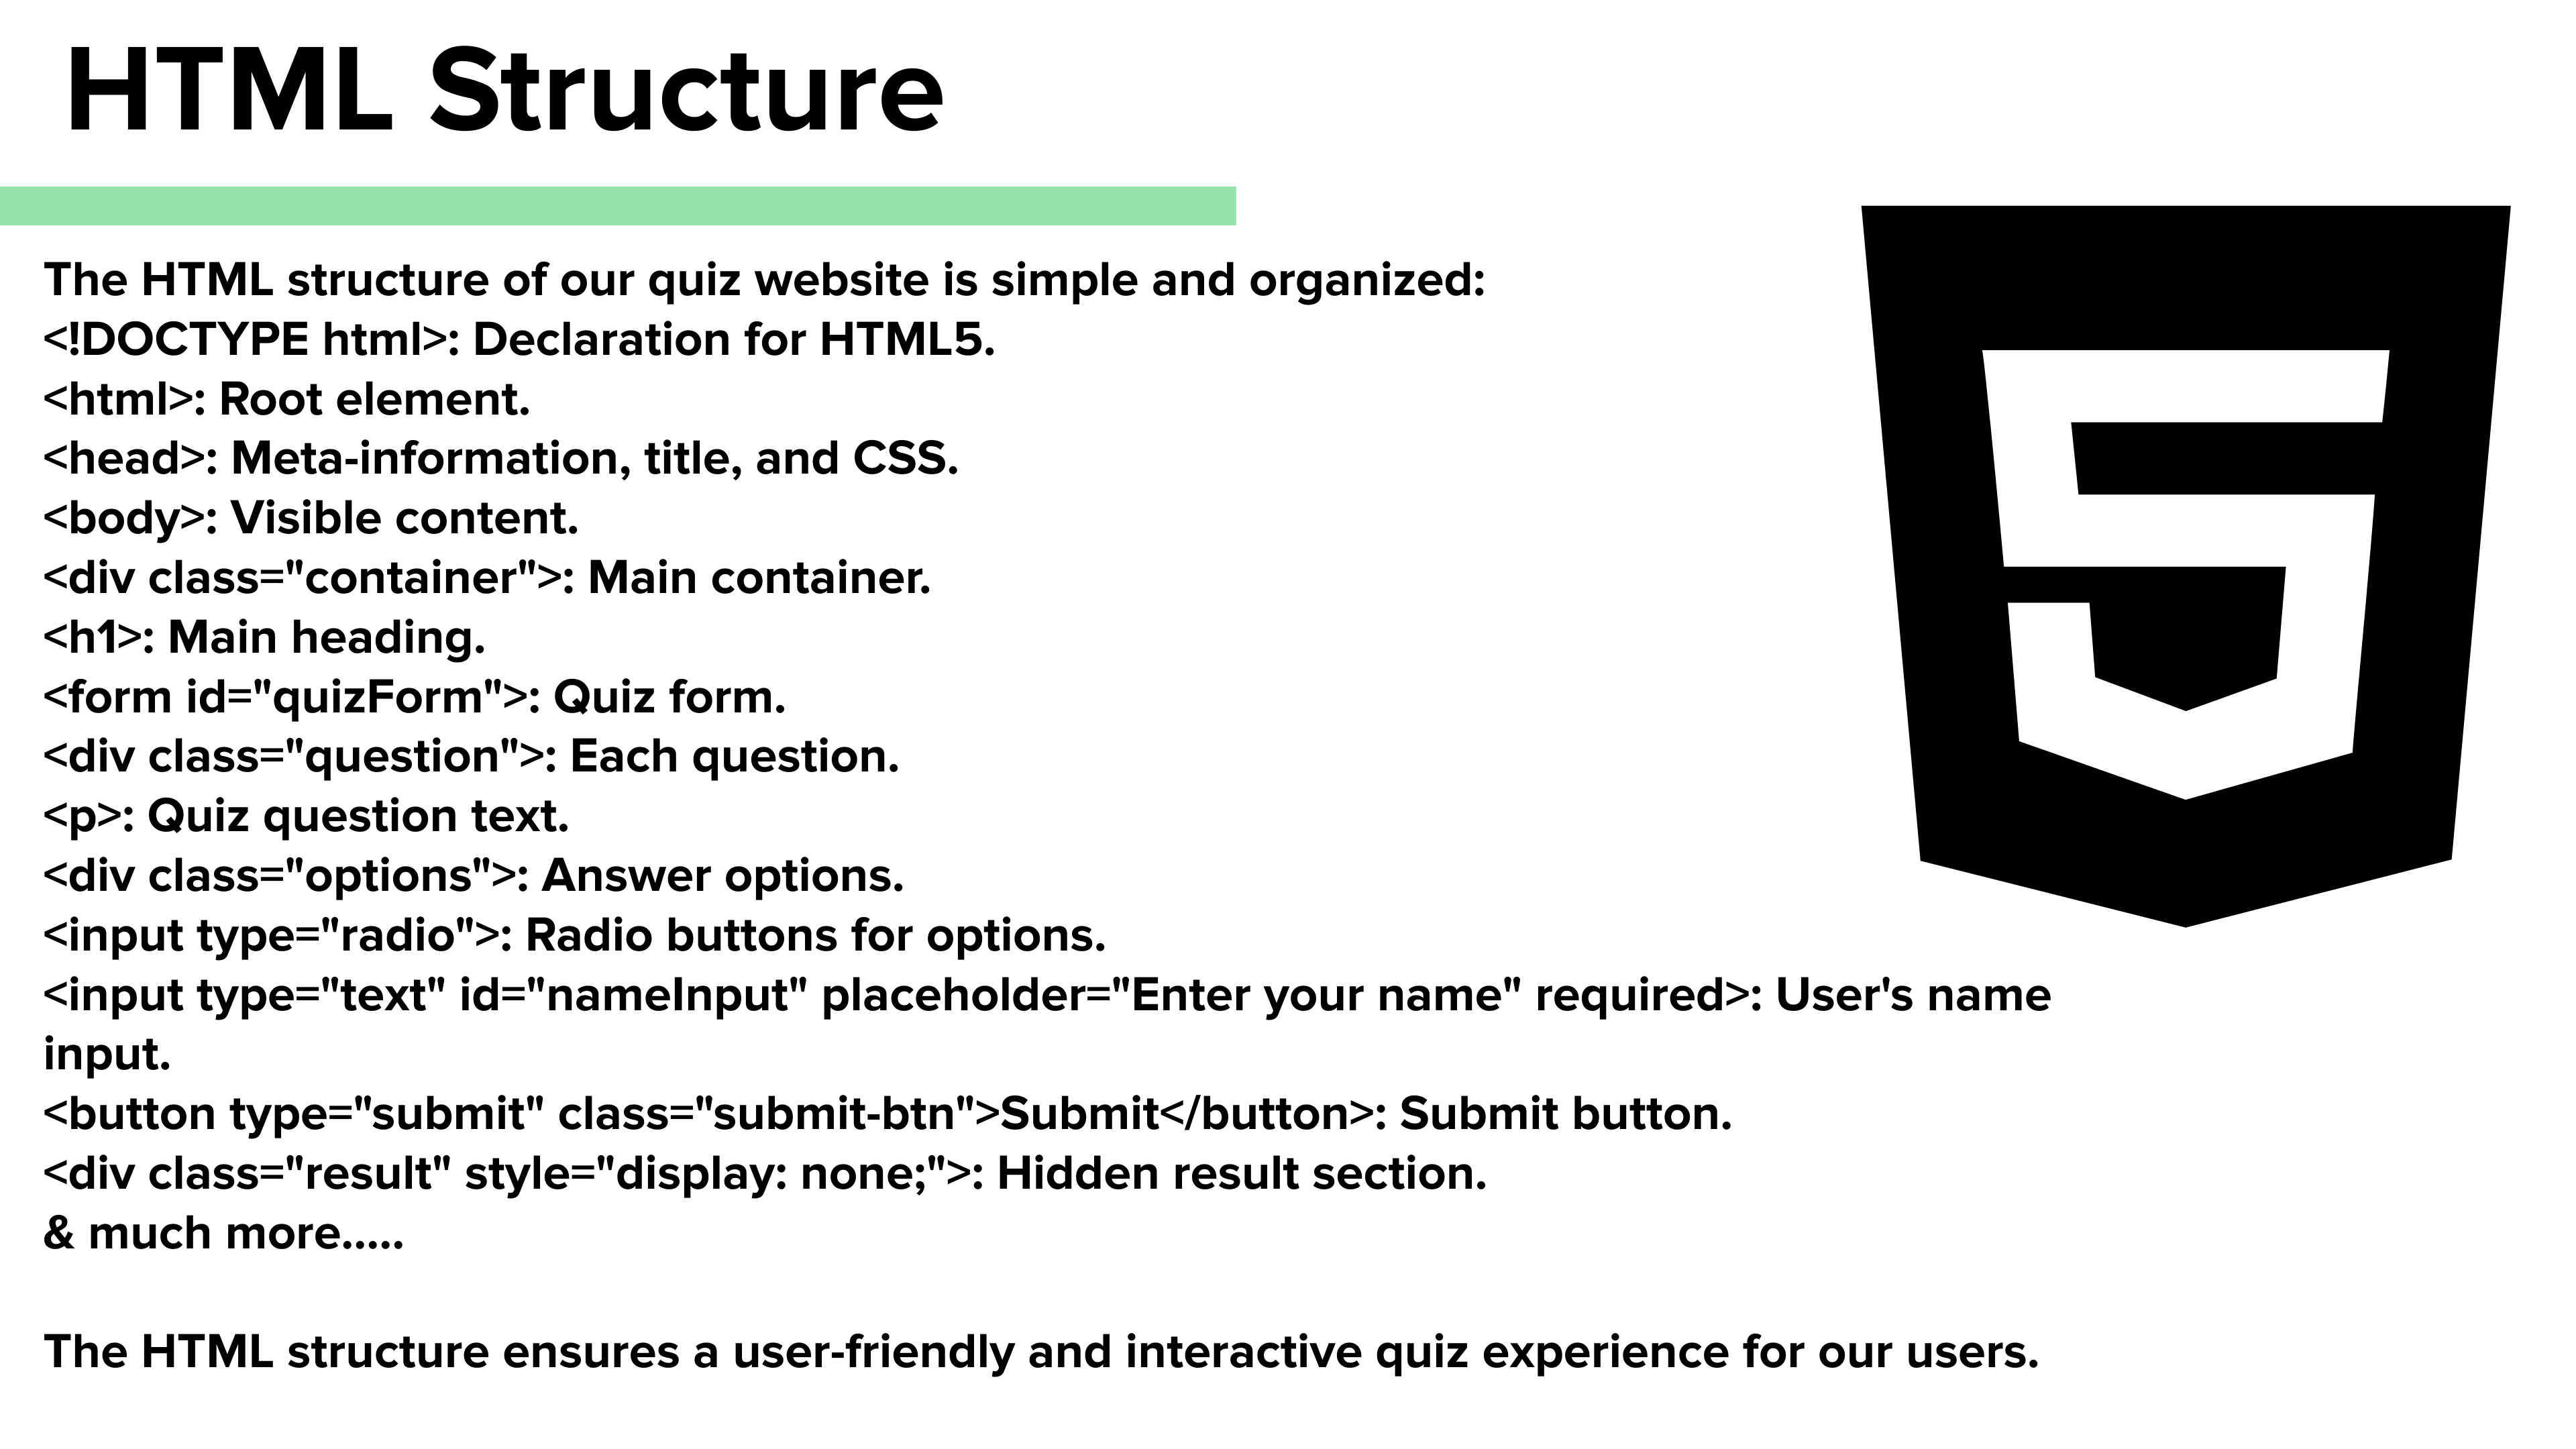 HTML Structure
The HTML structure of our quiz website is simple and organized:
<!DOCTYPE html>: Declaration for HTML5.
<html>: Root element.
<head>: Meta-information, title, and CSS.
<body>: Visible content.
<div class="container">: Main container.
<h1>: Main heading.
<form id="quizForm">: Quiz form.
<div class="question">: Each question.
<p>: Quiz question text.
<div class="options">: Answer options.
<input type="radio">: Radio buttons for options.
<input type="text" id="nameInput" placeholder="Enter your name" required>: User's name
input.
<button type="submit" class="submit-btn">Submit</button>: Submit button.
<div class="result" style="display: none;">: Hidden result section.
& much more.....
The HTML structure ensures a user-friendly and interactive quiz experience for our users.
5